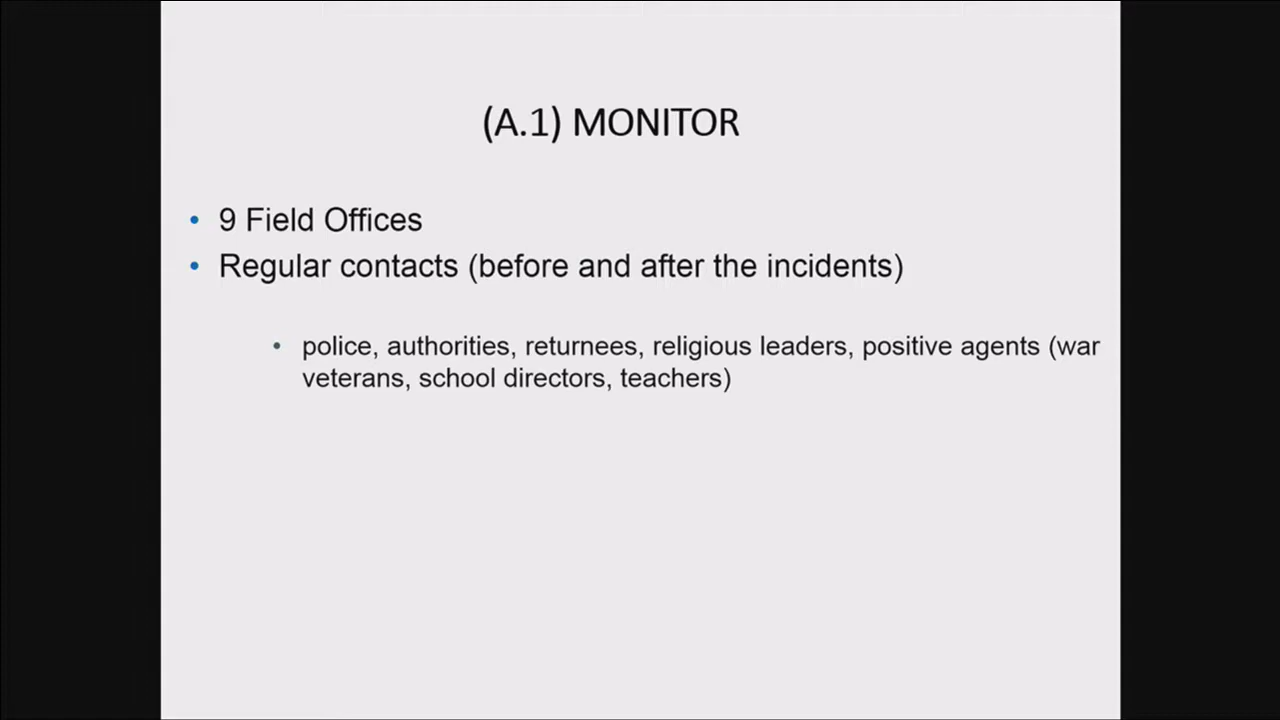 (A.1) MONITOR
• 9 Field Offices
• Regular contacts (before and after the incidents)
• police, authorities, returnees, religious leaders, positive agents (war
veterans, school directors, teachers)